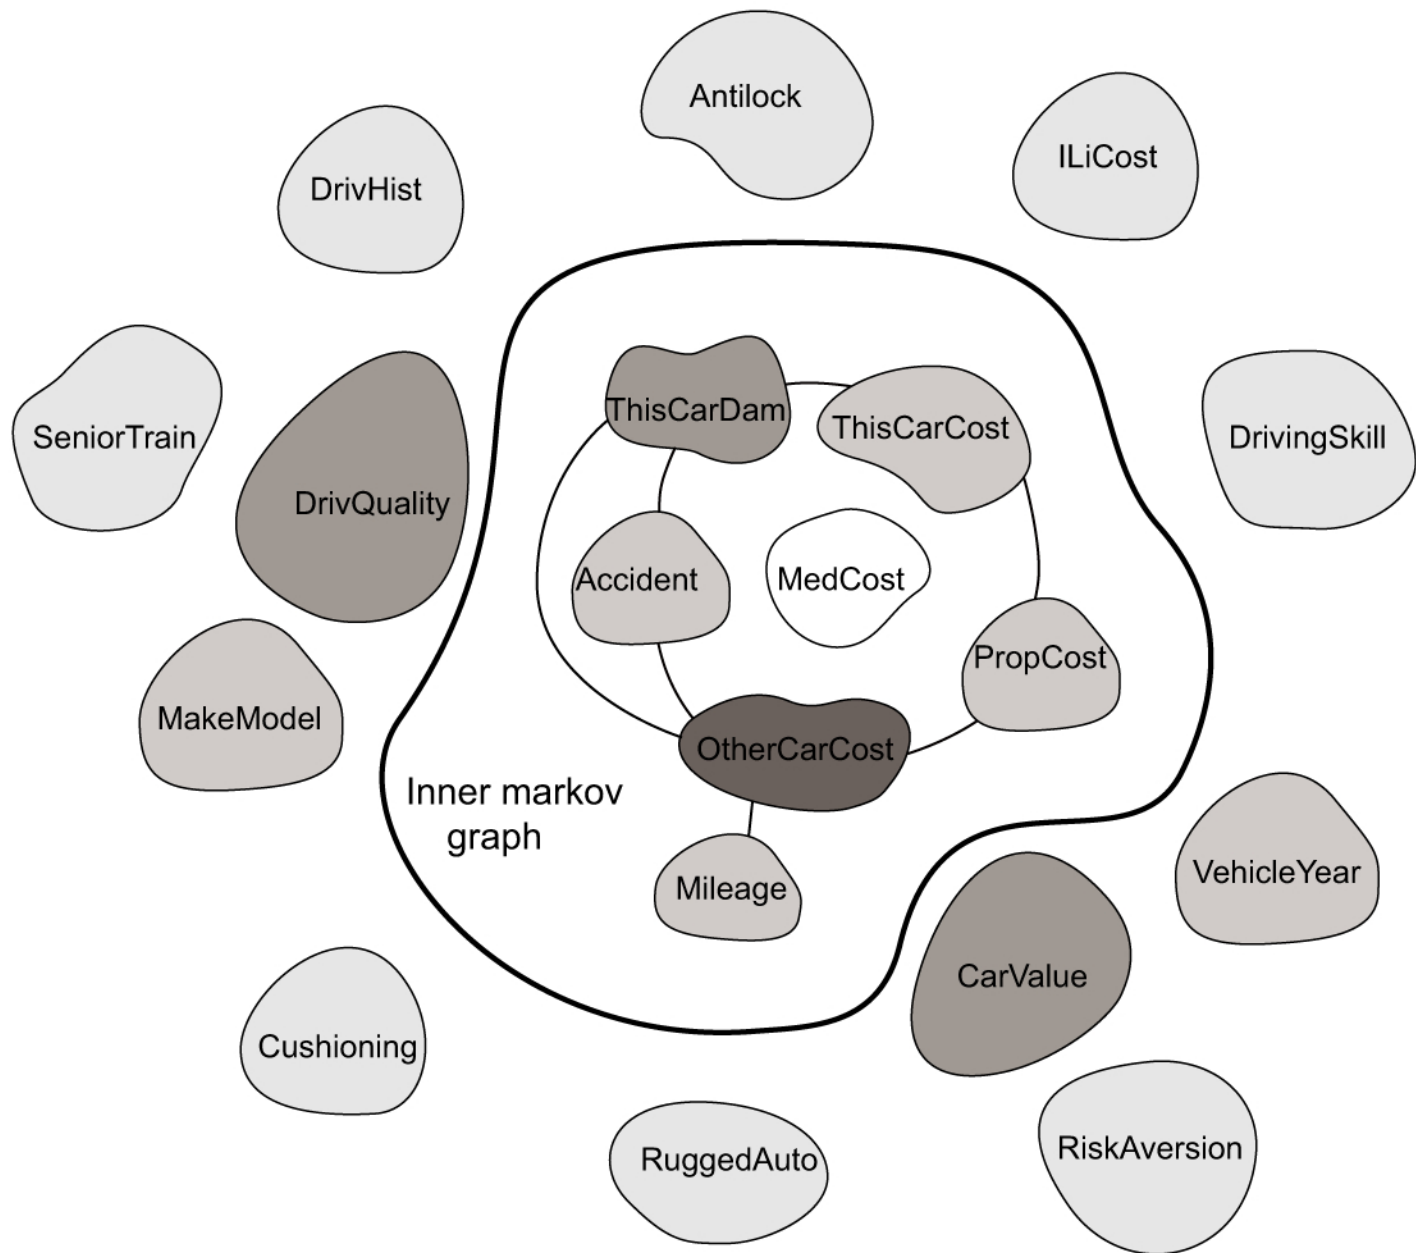 Antilock
ILiCost
DrivHist
ThisCarDam
ThisCarCost
SeniorTrain
DrivingSkill
DrivQuality
Accident
MedCost
PropCost
MakeModel
OtherCarCost
Inner markov
graph
Mileage
VehicleYear
CarValue
Cushioning
RuggedAuto
RiskAversion